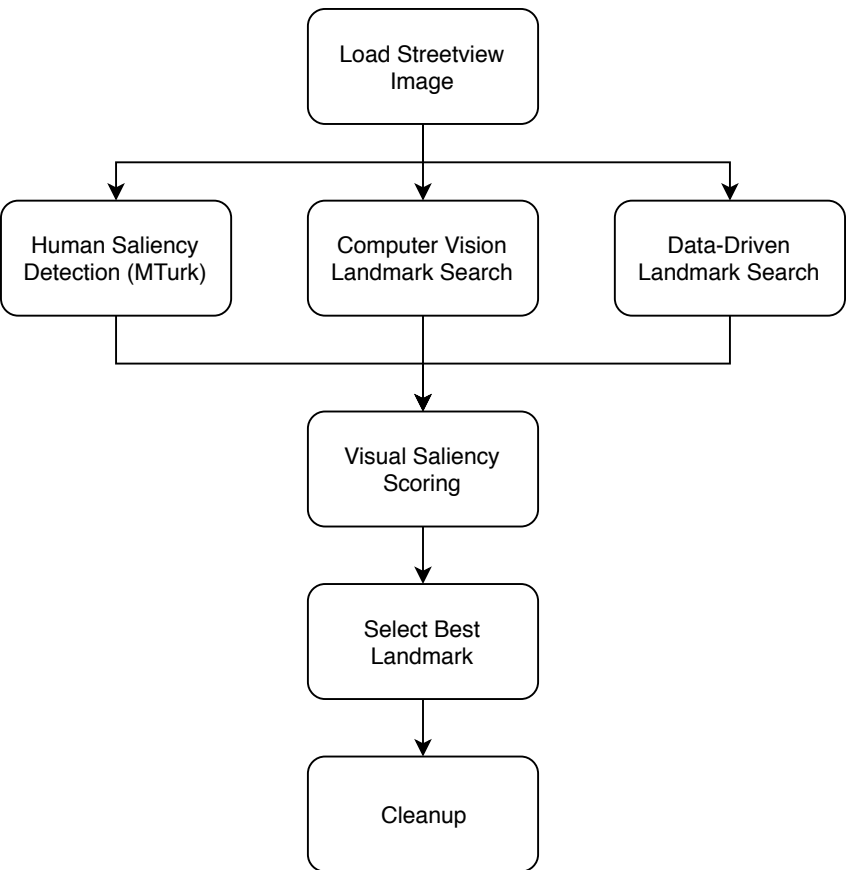 Load Streetview
Image
Human Saliency
Detection (MTurk)
Computer Vision
Landmark Search
Data-Driven
Landmark Search
Visual Saliency
Scoring
Select Best
Landmark
Cleanup